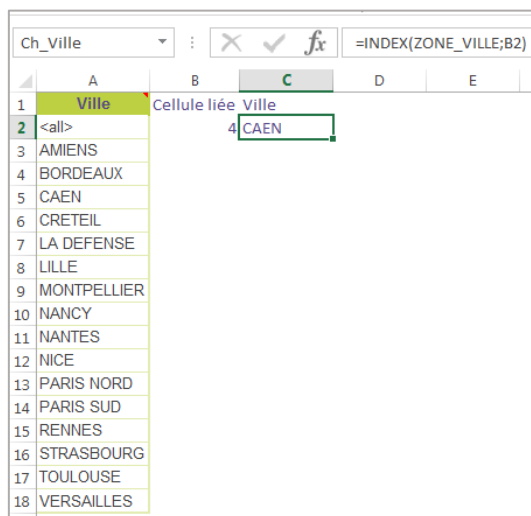 Ch_Ville fx =INDEX(ZONE_VILLE;B2)
A B C D E
1 Ville Cellule liée Ville
2 <all> 4 CAEN
3 AMIENS
4 BORDEAUX
5 CAEN
6 CRETEIL
7 LA DEFENSE
8 LILLE
9 MONTPELLIER
10 NANCY
11 NANTES
12 NICE
13 PARIS NORD
14 PARIS SUD
15 RENNES
16 STRASBOURG
17 TOULOUSE
18 VERSAILLES